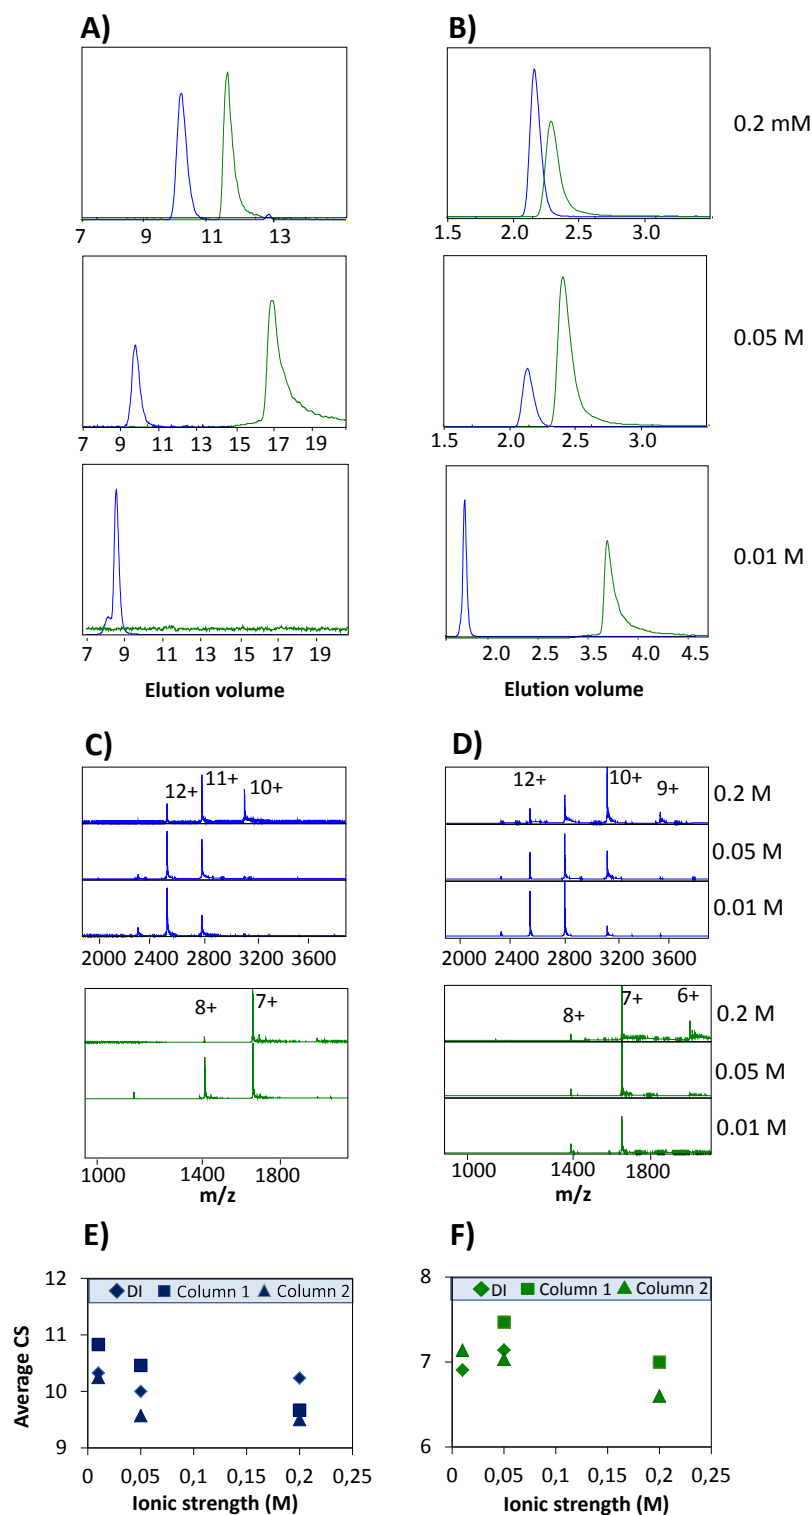 A)
B)
0.2 mM
7 9 11 13
1.5 2.0 2.5 3.0
0.05 M
7 9 11 13 15 17 19
1.5 2.0 2.5 3.0
0.01 M
7 9 11 13 15 17 19
2.0 2.5 3.5 4.0 4.5
Elution volume
Elution volume
C)
D)
12+ 11+ 10+
12+ 10+ 9+
0.2 M
0.05 M
0.01 M
2000 2400 2800 3200 3600
2000 2400 2800 3200 3600
8+ 7+
8+ 7+ 6+
0.2 M
0.05 M
0.01 M
1000 1400 1800
m/z
1000 1400 1800
m/z
E)
F)
12
11
10
9
Average CS
DI Column 1 Column 2
0 0,05 0,1 0,15 0,2 0,25
Ionic strength (M)
8
7
6
DI Column 1 Column 2
0 0,05 0,1 0,15 0,2 0,25
Ionic strength (M)